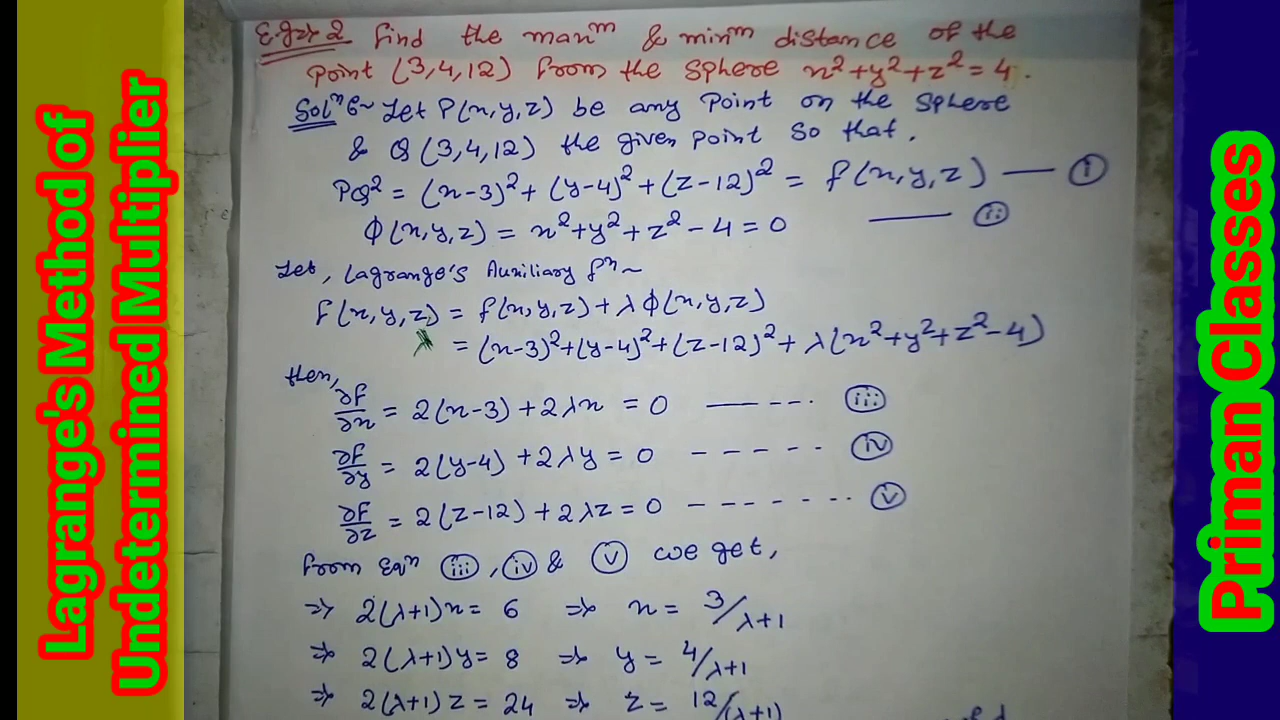 Lagrange's Method of
Undetermined Multiplier
E.g⇒ 2 Find the maxᵐ & minᵐ distance of the
Point (3,4,12) from the sphere x²+y²+z²=4.
Solⁿ :~ Let P(x,y,z) be any point on the sphere
& Q (3,4,12) the given point so that,
PQ² = (x-3)² + (y-4)² + (z-12)² = f(x,y,z) — (i)
Φ(x,y,z) = x²+y²+z²-4=0 — (ii)
Let, Lagrange's Auxiliary fⁿ~
F(x,y,z) = f(x,y,z)+λΦ(x,y,z)
= (x-3)²+(y-4)²+(z-12)²+λ(x²+y²+z²-4)
then,
∂F/∂x = 2(x-3)+2λx = 0 ----- (iii)
∂F/∂y = 2(y-4)+2λy=0 ----- (iv)
∂F/∂z = 2(z-12)+2λz=0 ------- (v)
from Eqⁿ (iii), (iv) & (v) we get,
⇒ 2(λ+1)x= 6 ⇒ x= 3/λ+1
⇒ 2(λ+1)y= 8 ⇒ y= 4/λ+1
⇒ 2(λ+1)z= 24 ⇒ z= 12/(λ+1)
Priman Classes